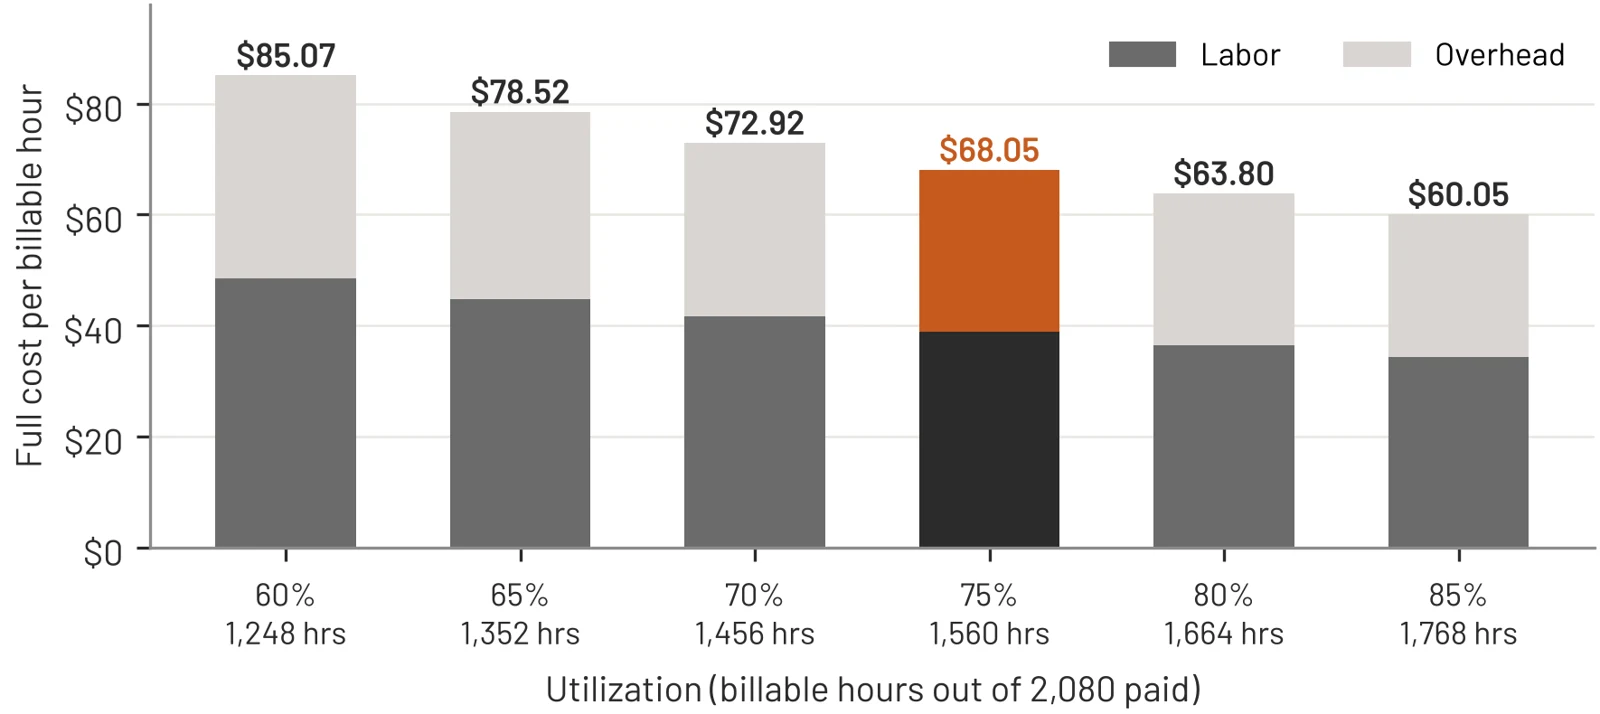 Labor
Overhead
Full cost per billable hour
$80
$60
$40
$20
$0
$85.07
$78.52
$72.92
$68.05
$63.80
$60.05
60%
1,248 hrs
65%
1,352 hrs
70%
1,456 hrs
75%
1,560 hrs
80%
1,664 hrs
85%
1,768 hrs
Utilization (billable hours out of 2,080 paid)